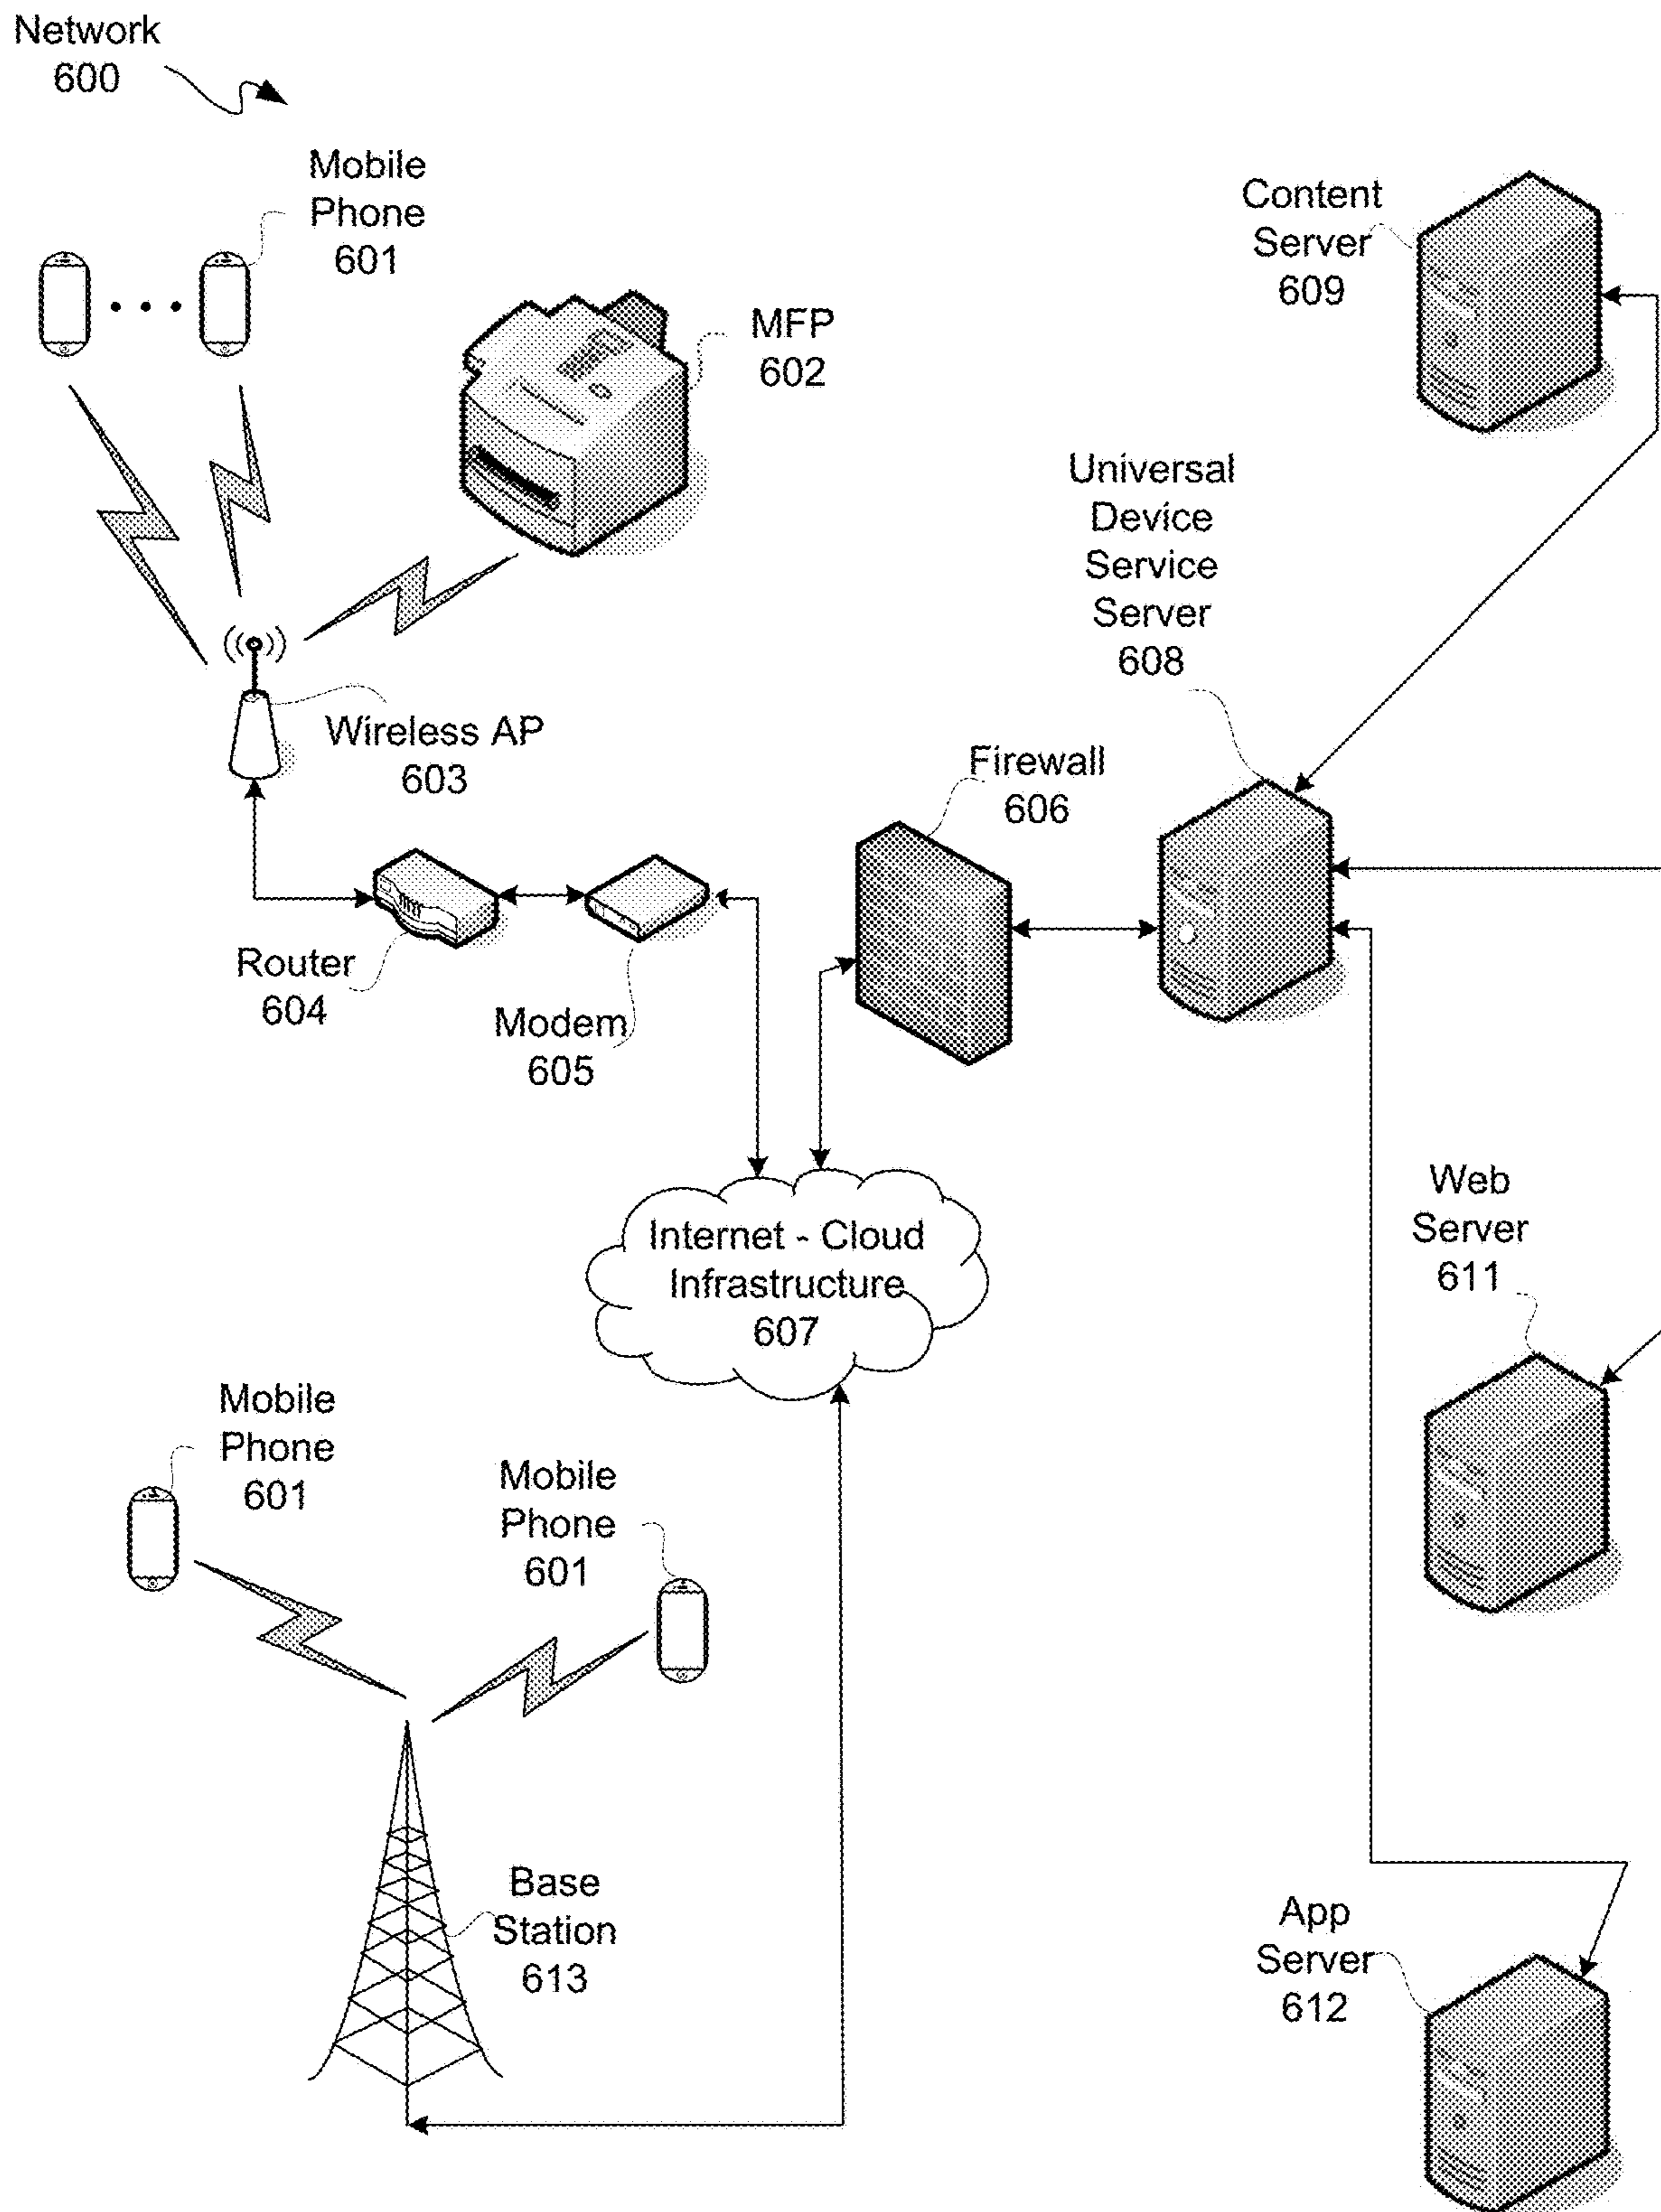 Network
600
Mobile
Phone
601
MFP
602
Content
Server
609
Universal
Device
Service
Server
608
Wireless AP
603
Firewall
606
Router
604
Modem
605
Internet - Cloud
Infrastructure
607
Web
Server
611
Mobile
Phone
601
Mobile
Phone
601
Base
Station
613
App
Server
612